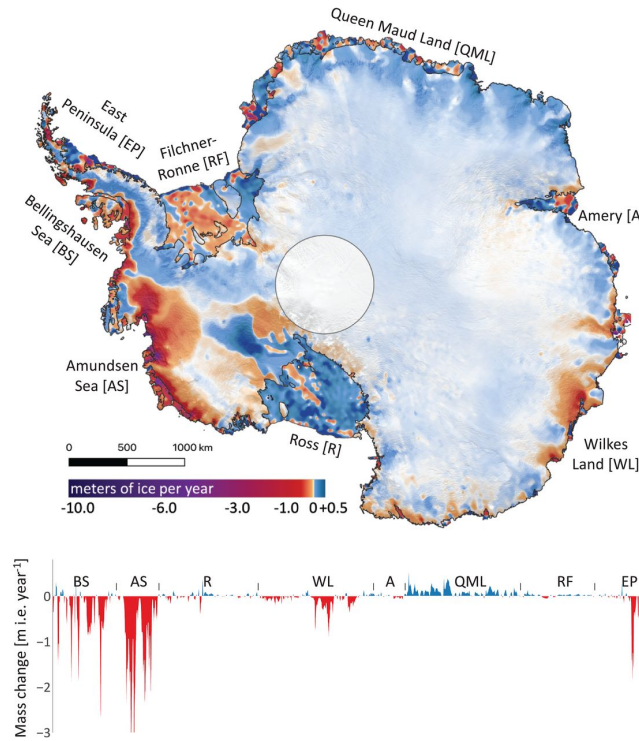 Queen Maud Land [QML]
East
Peninsula [EP]
Filchner-
Ronne [RF]
Bellingshausen
Sea [BS]
Amery [A
Amundsen
Sea [AS]
Ross [R]
Wilkes
Land [WL]
0 500 1000 km
meters of ice per year
-10.0 -6.0 -3.0 -1.0 0 +0.5
Mass change [m i.e. year-1]
BS AS R WL A QML RF EP
0
−1
−2
−3